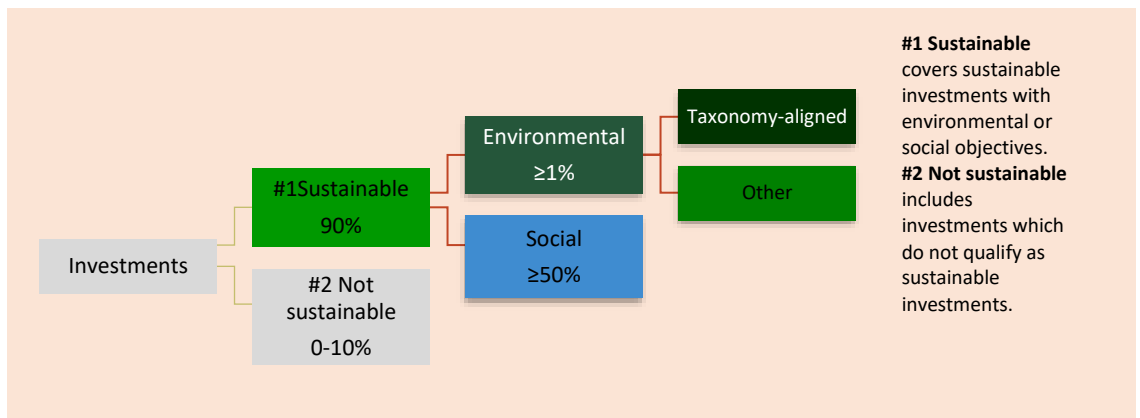 Investments
#1Sustainable
90%
#2 Not
sustainable
0-10%
Environmental
≥1%
Social
≥50%
Taxonomy-aligned
Other
#1 Sustainable
covers sustainable
investments with
environmental or
social objectives.
#2 Not sustainable
includes
investments which
do not qualify as
sustainable
investments.